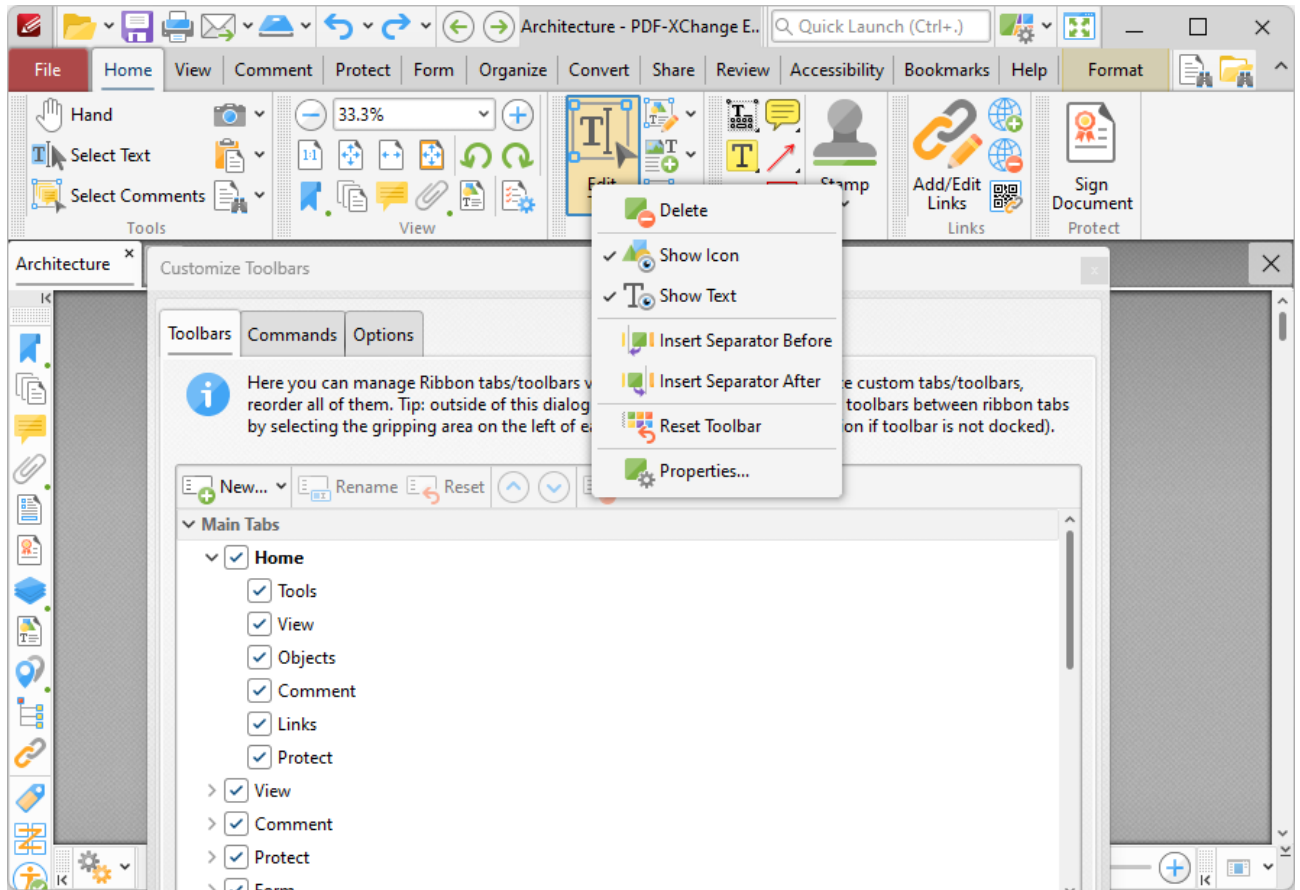 Architecture - PDF-XChange E..
Quick Launch (Ctrl+.)
File
Home
View
Comment
Protect
Form
Organize
Convert
Share
Review
Accessibility
Bookmarks
Help
Format
Hand
Select Text
Select Comments
Tools
33.3%
1:1
View
Edit
Stamp
Add/Edit
Links
Links
Sign
Document
Protect
Architecture
Customize Toolbars
Toolbars
Commands
Options
Here you can manage Ribbon tabs/toolbars v
e custom tabs/toolbars,
reorder all of them. Tip: outside of this dialog
toolbars between ribbon tabs
by selecting the gripping area on the left of e
on if toolbar is not docked).
New...
Rename
Reset
Main Tabs
Home
Tools
View
Objects
Comment
Links
Protect
View
Comment
Protect
Form
Delete
Show Icon
Show Text
Insert Separator Before
Insert Separator After
Reset Toolbar
Properties...